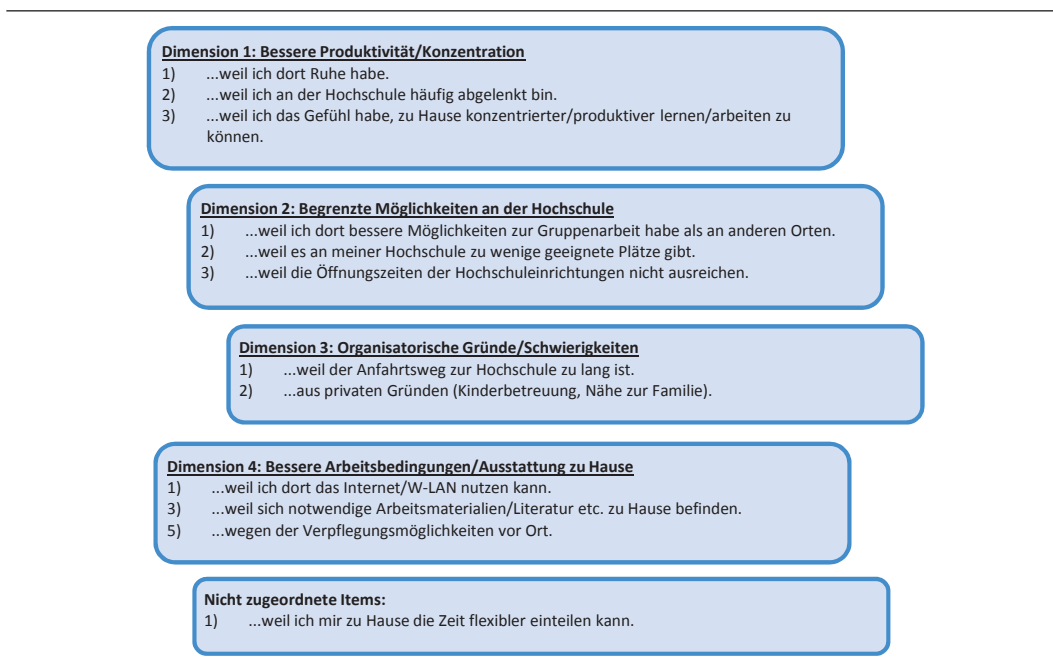 Dimension 1: Bessere Produktivität/Konzentration
1) ...weil ich dort Ruhe habe.
2) ...weil ich an der Hochschule häufig abgelenkt bin.
3) ...weil ich das Gefühl habe, zu Hause konzentrierter/produktiver lernen/arbeiten zu
können.
Dimension 2: Begrenzte Möglichkeiten an der Hochschule
1) ...weil ich dort bessere Möglichkeiten zur Gruppenarbeit habe als an anderen Orten.
2) ...weil es an meiner Hochschule zu wenige geeignete Plätze gibt.
3) ...weil die Öffnungszeiten der Hochschuleinrichtungen nicht ausreichen.
Dimension 3: Organisatorische Gründe/Schwierigkeiten
1) ...weil der Anfahrtsweg zur Hochschule zu lang ist.
2) ...aus privaten Gründen (Kinderbetreuung, Nähe zur Familie).
Dimension 4: Bessere Arbeitsbedingungen/Ausstattung zu Hause
1) ...weil ich dort das Internet/W-LAN nutzen kann.
3) ...weil sich notwendige Arbeitsmaterialien/Literatur etc. zu Hause befinden.
5) ...wegen der Verpflegungsmöglichkeiten vor Ort.
Nicht zugeordnete Items:
1) ...weil ich mir zu Hause die Zeit flexibler einteilen kann.